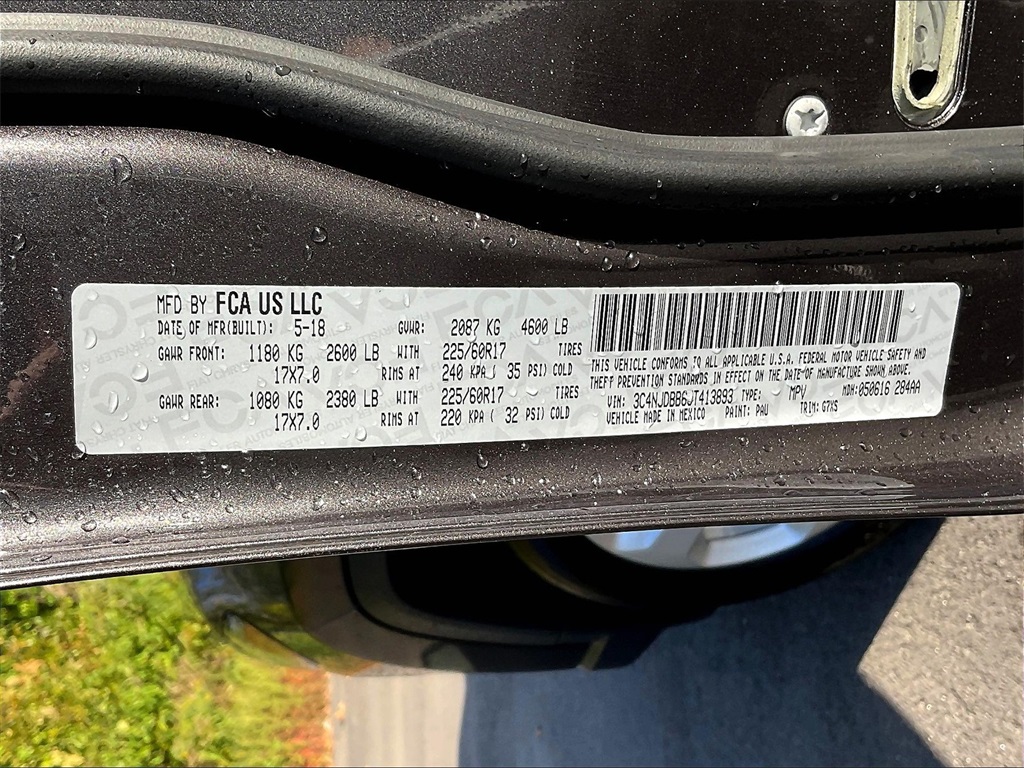 MFD BY FCA US LLC
DATE OF MFR(BUILT): 5-18 GVWR: 2087 KG 4600 LB
GAWR FRONT: 1180 KG 2600 LB WITH 225/60R17 TIRES
17X7.0 RIMS AT 240 KPA ( 35 PSI) COLD
GAWR REAR: 1080 KG 2380 LB WITH 225/60R17 TIRES
17X7.0 RIMS AT 220 KPA ( 32 PSI) COLD
THIS VEHICLE CONFORMS TO ALL APPLICABLE U.S.A. FEDERAL MOTOR VEHICLE SAFETY AND
THEFT PREVENTION STANDARDS IN EFFECT ON THE DATE OF MANUFACTURE SHOWN ABOVE.
VIN: 3C4NJDBB6JT413893 TYPE: MPV MDH: 050616 284AA
VEHICLE MADE IN MEXICO PAINT: PAU TRIM: G7XS